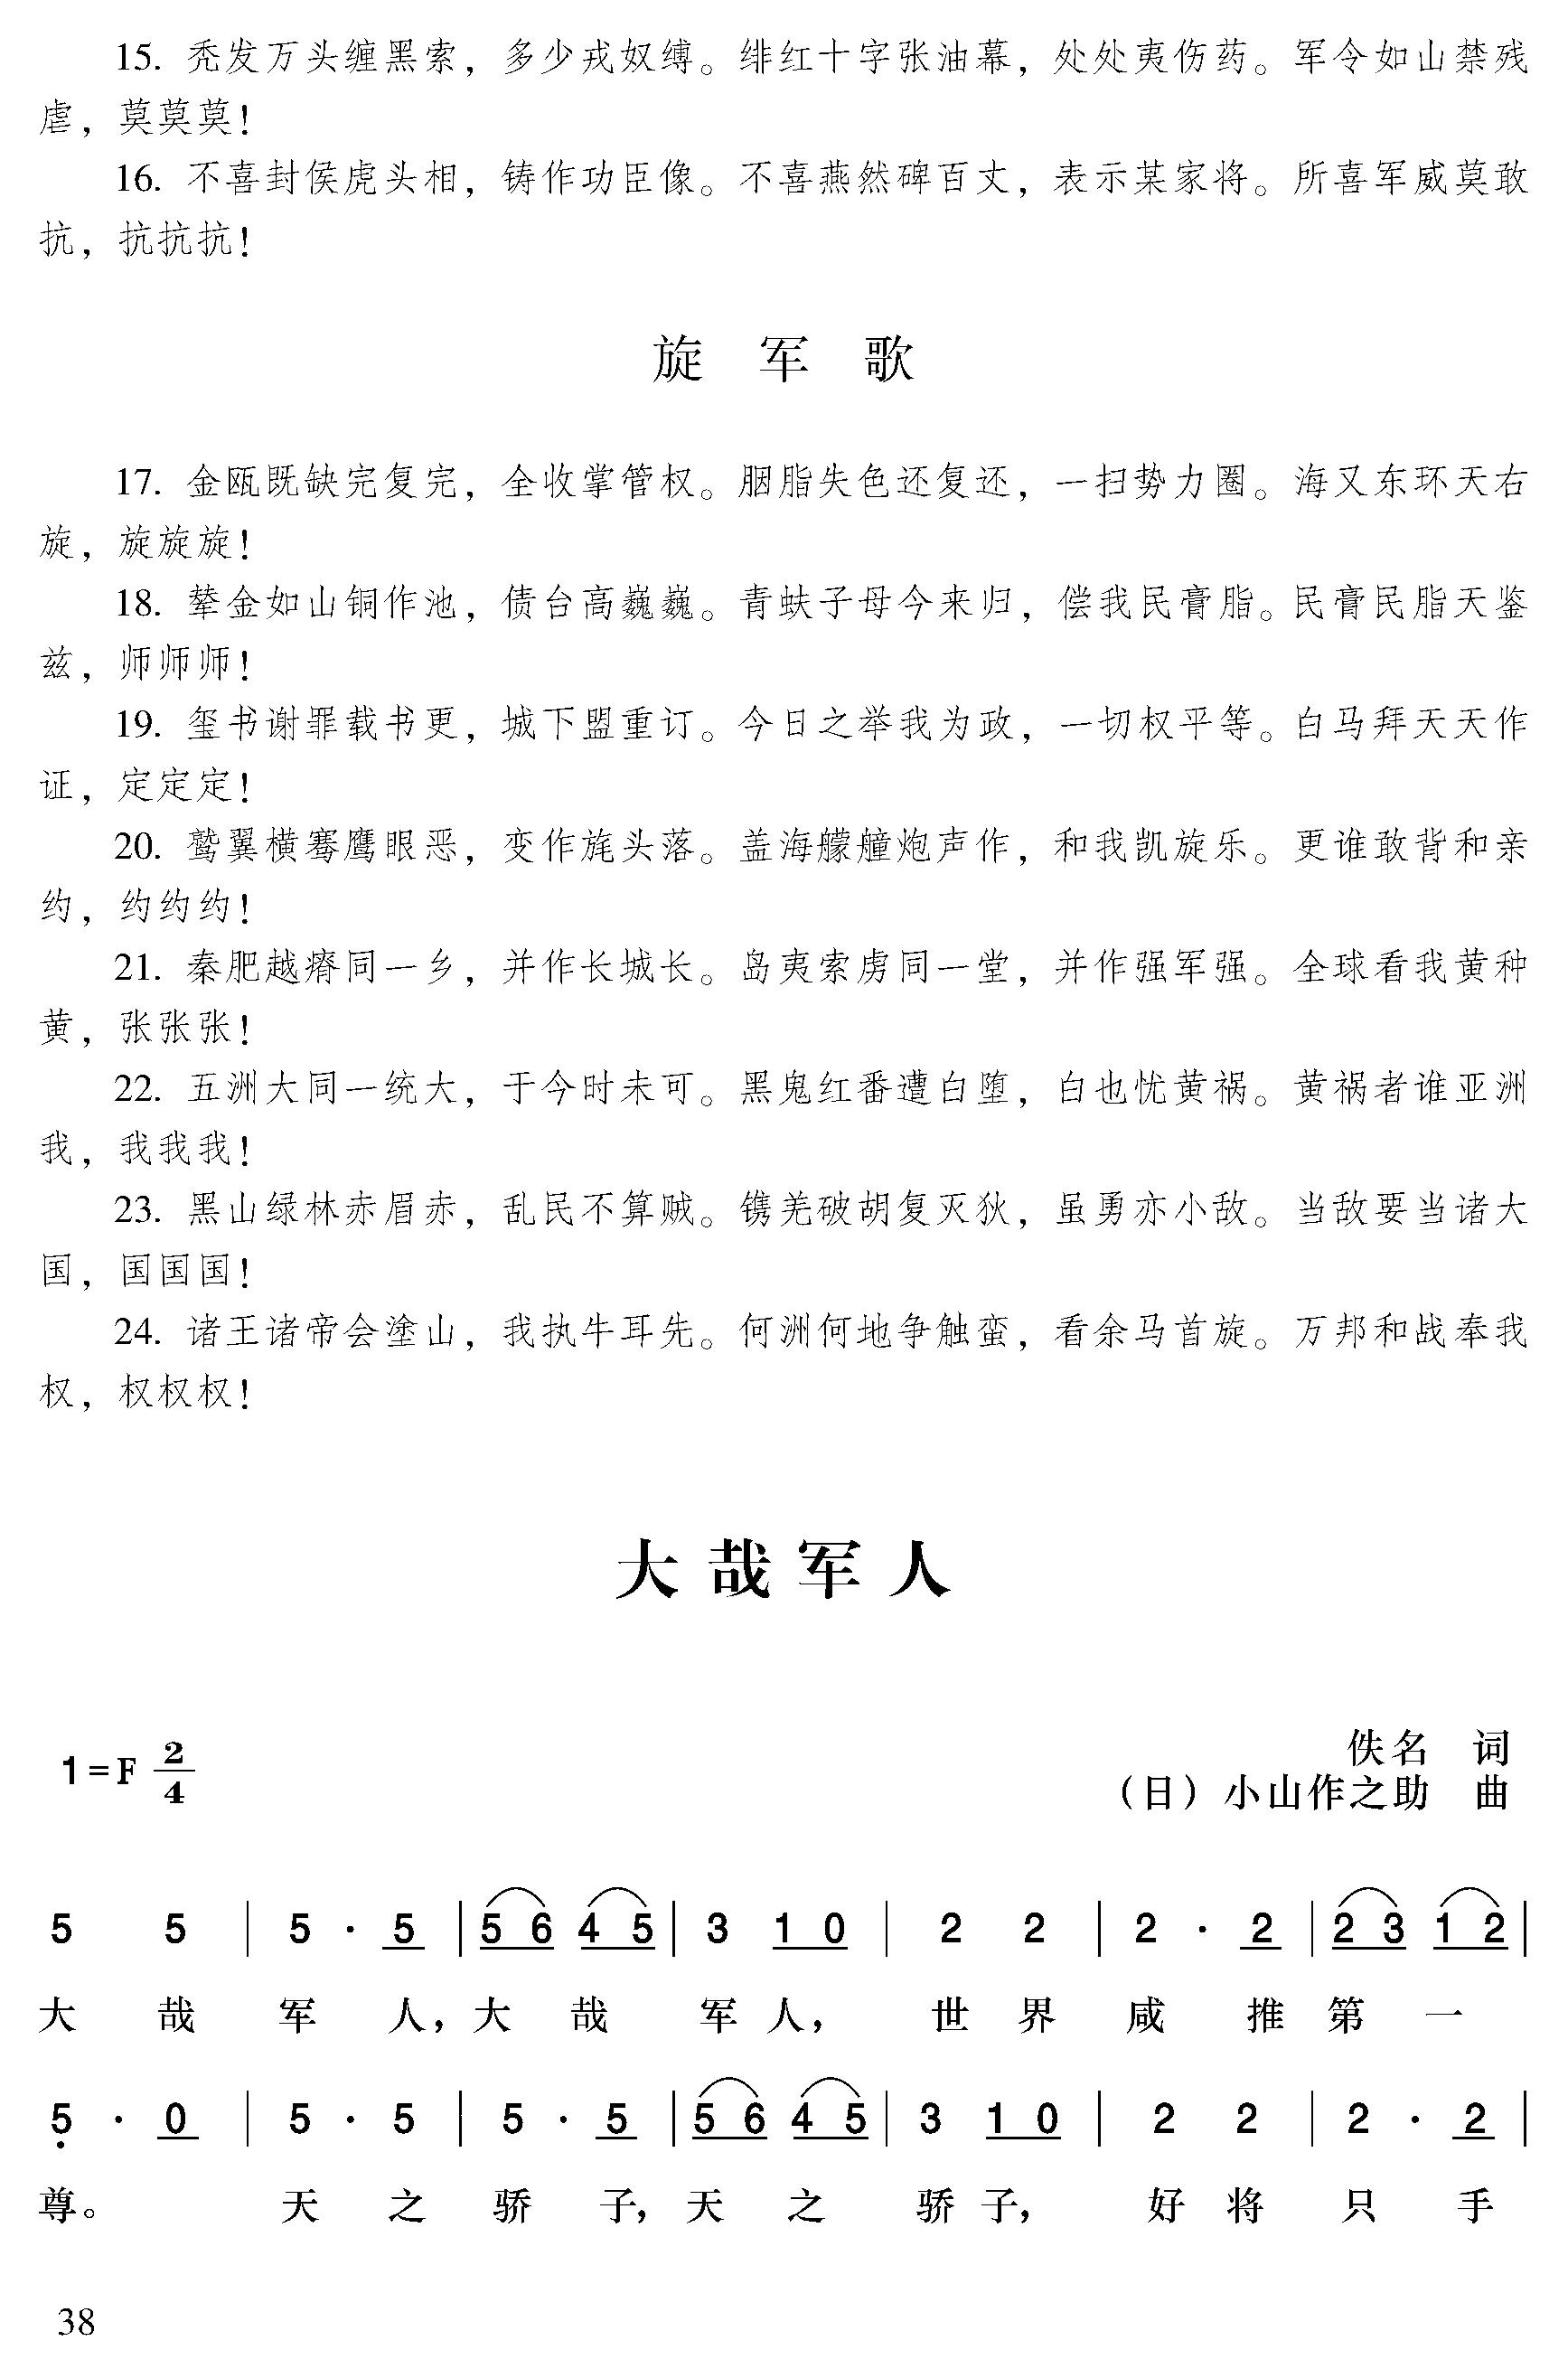 15. 秃发万头缠黑索，多少戎奴缚。绯红十字张油幕，处处夷伤药。军令如山禁残
虐，莫莫莫！
16. 不喜封侯虎头相，铸作功臣像。不喜燕然碑百丈，表示某家将。所喜军威莫敢
抗，抗抗抗！
旋 军 歌
17. 金瓯既缺完复完，全收掌管权。胭脂失色还复还，一扫势力圈。海又东环天右
旋，旋旋旋！
18. 辇金如山铜作池，债台高巍巍。青蚨子母今来归，偿我民膏脂。民膏民脂天鉴
兹，师师师！
19. 玺书谢罪载书更，城下盟重订。今日之举我为政，一切权平等。白马拜天天作
证，定定定！
20. 鹫翼横骞鹰眼恶，变作旄头落。盖海艨艟炮声作，和我凯旋乐。更谁敢背和亲
约，约约约！
21. 秦肥越瘠同一乡，并作长城长。岛夷索虏同一堂，并作强军强。全球看我黄种
黄，张张张！
22. 五洲大同一统大，于今时未可。黑鬼红番遭白堕，白也忧黄祸。黄祸者谁亚洲
我，我我我！
23. 黑山绿林赤眉赤，乱民不算贼。镌羌破胡复灭狄，虽勇亦小敌。当敌要当诸大
国，国国国！
24. 诸王诸帝会塗山，我执牛耳先。何洲何地争触蛮，看余马首旋。万邦和战奉我
权，权权权！
大哉军人
1=F 2/4
佚名 词
（日）小山作之助 曲
5 5 | 5 · 5 | 5 6 4 5 | 3 1 0 | 2 2 | 2 · 2 | 2 3 1 2 |
大 哉 军 人，大 哉 军 人， 世 界 咸 推 第 一
5 · 0 | 5 · 5 | 5 · 5 | 5 6 4 5 | 3 1 0 | 2 2 | 2 · 2 |
尊。 天 之 骄 子，天 之 骄 子， 好 将 只 手
38